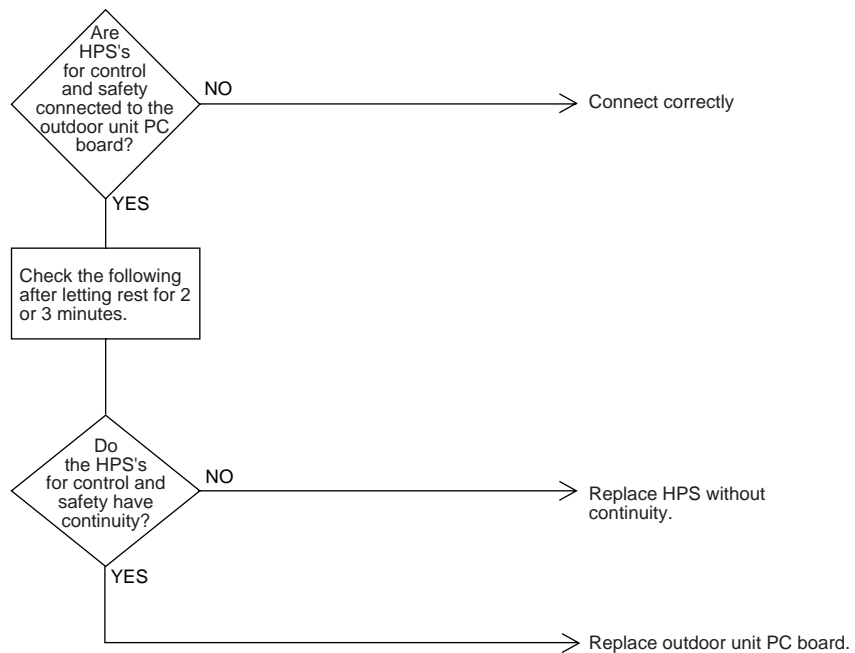 Are
HPS's
for control
and safety
connected to the
outdoor unit PC
board?
NO
Connect correctly
YES
Check the following
after letting rest for 2
or 3 minutes.
Do
the HPS's
for control and
safety have
continuity?
NO
Replace HPS without
continuity.
YES
Replace outdoor unit PC board.